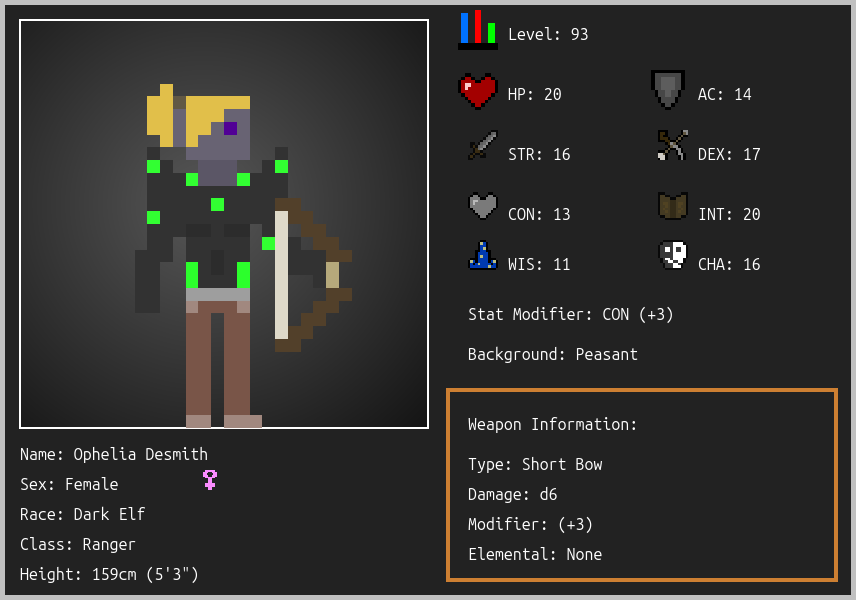 Level: 93
HP: 20
AC: 14
STR: 16
DEX: 17
CON: 13
INT: 20
WIS: 11
CHA: 16
Stat Modifier: CON (+3)
Background: Peasant
Weapon Information:
Type: Short Bow
Damage: d6
Modifier: (+3)
Elemental: None
Name: Ophelia Desmith
Sex: Female
Race: Dark Elf
Class: Ranger
Height: 159cm (5'3")